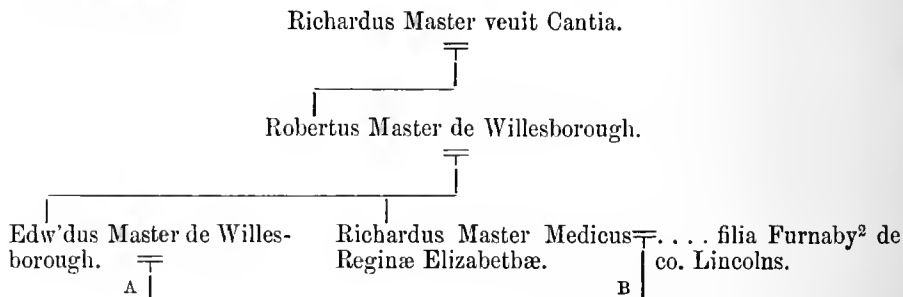 Richardus Master veuit Cantia.
Robertus Master de Willesborough.
Edw'dus Master de Willes-
borough.
A
Richardus Master Medicus
Reginæ Elizabetbæ.
. . . . filia Furnaby² de
co. Lincolns.
B